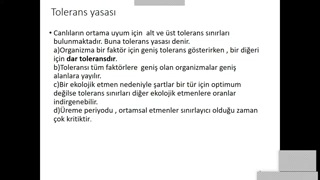 Tolerans yasası
• Canlıların ortama uyum için alt ve üst tolerans sınırları
bulunmaktadır. Buna tolerans yasası denir.
a)Organizma bir faktör için geniş tolerans gösterirken , bir diğeri
için dar toleransdır.
b)Toleransı tüm faktörlere geniş olan organizmalar geniş
alanlara yayılır.
c)Bir ekolojik etmen nedeniyle şartlar bir tür için optimum
değilse tolerans sınırları diğer ekolojik etmenlere oranlar
indirgenebilir.
d)Üreme periyodu , ortamsal etmenler sınırlayıcı olduğu zaman
çok kritiktir.